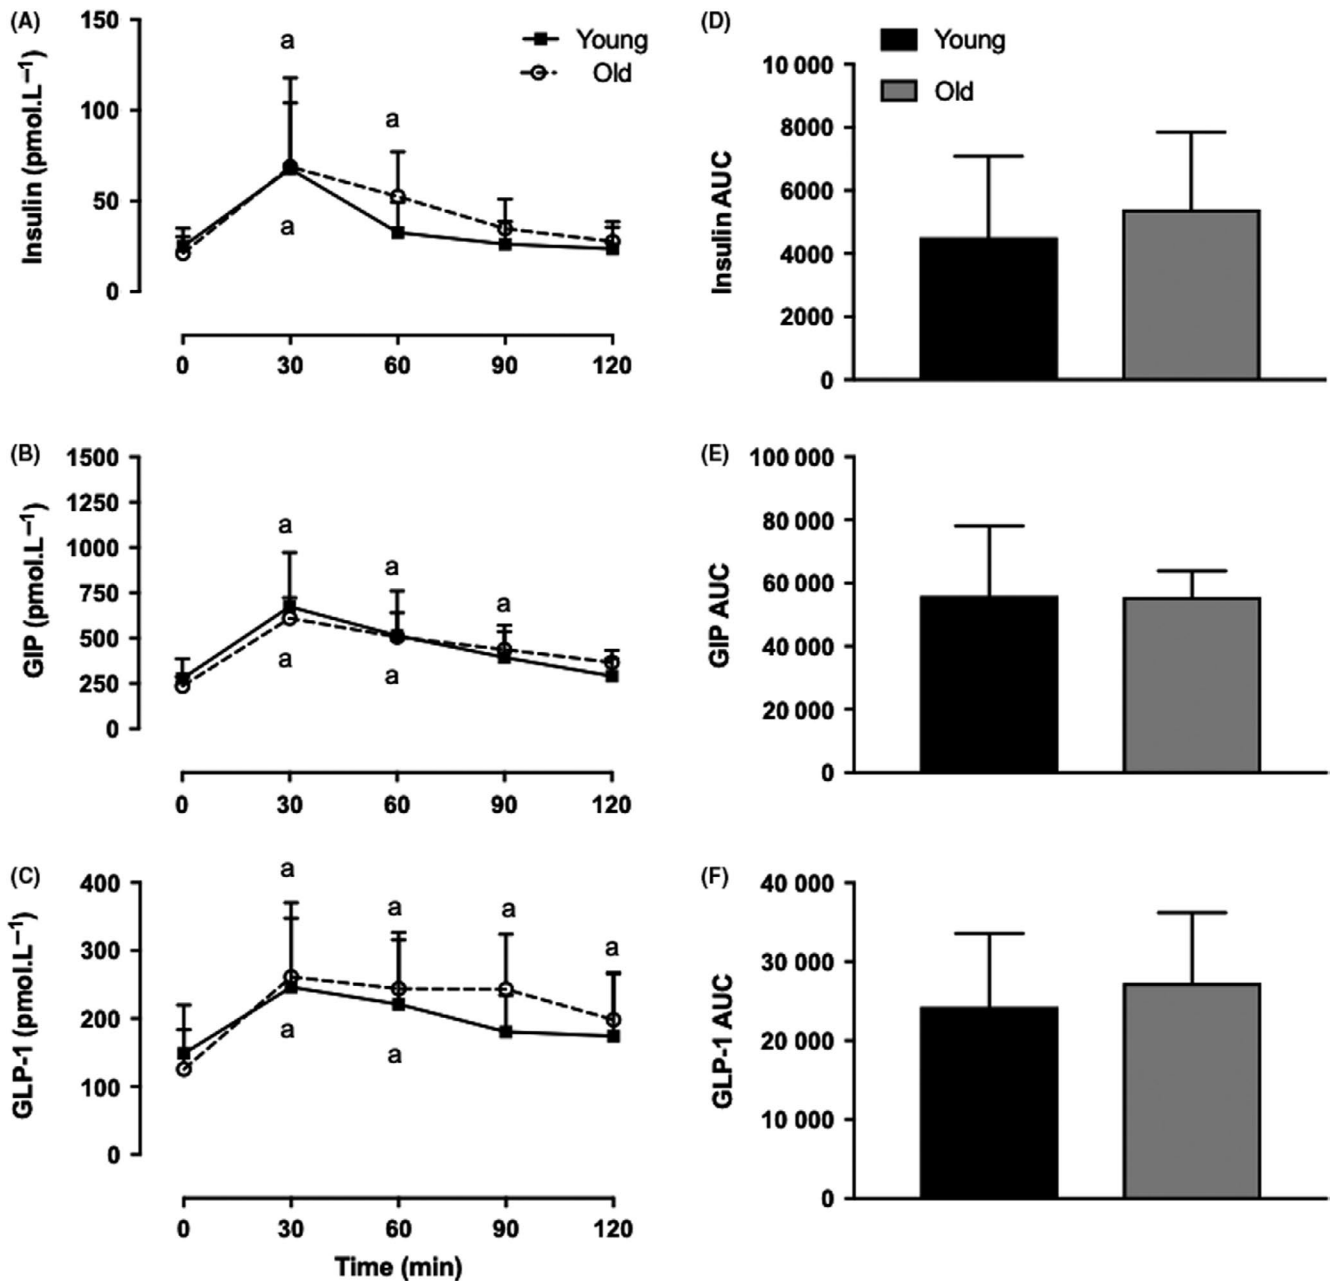 (A)
Insulin (pmol.L−1)
150
100
50
0
a
a
a
Young
Old
0 30 60 90 120
(D)
Insulin AUC
Young
Old
10 000
8000
6000
4000
2000
0
(B)
GIP (pmol.L−1)
1500
1250
1000
750
500
250
0
a
a
a
a
a
0 30 60 90 120
(E)
GIP AUC
100 000
80 000
60 000
40 000
20 000
0
(C)
GLP-1 (pmol.L−1)
400
300
200
100
0
a
a
a
a
a
a
0 30 60 90 120
Time (min)
(F)
GLP-1 AUC
40 000
30 000
20 000
10 000
0